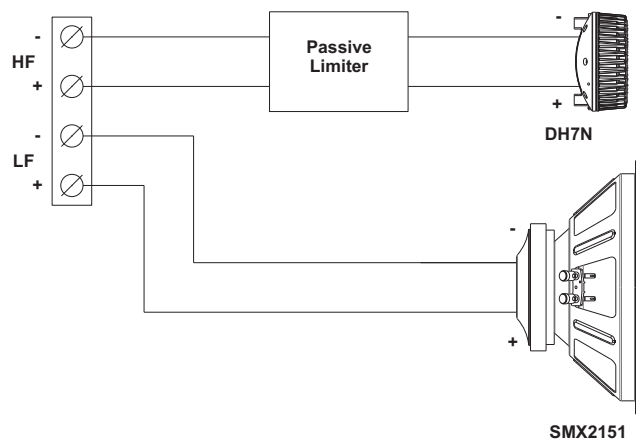 -
HF
+
-
LF
+
Passive
Limiter
-
+
DH7N
-
+
SMX2151